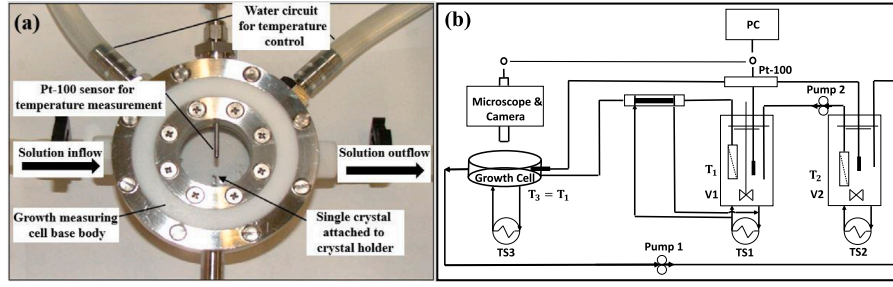 (a)
Water circuit
for temperature
control
Pt-100 sensor for
temperature measurement
Solution inflow
Solution outflow
Growth measuring
cell base body
Single crystal
attached to
crystal holder
(b)
PC
Pt-100
Microscope &
Camera
Pump 2
Growth Cell
T₃ = T₁
T₁
V1
T₂
V2
TS3
TS1
TS2
Pump 1